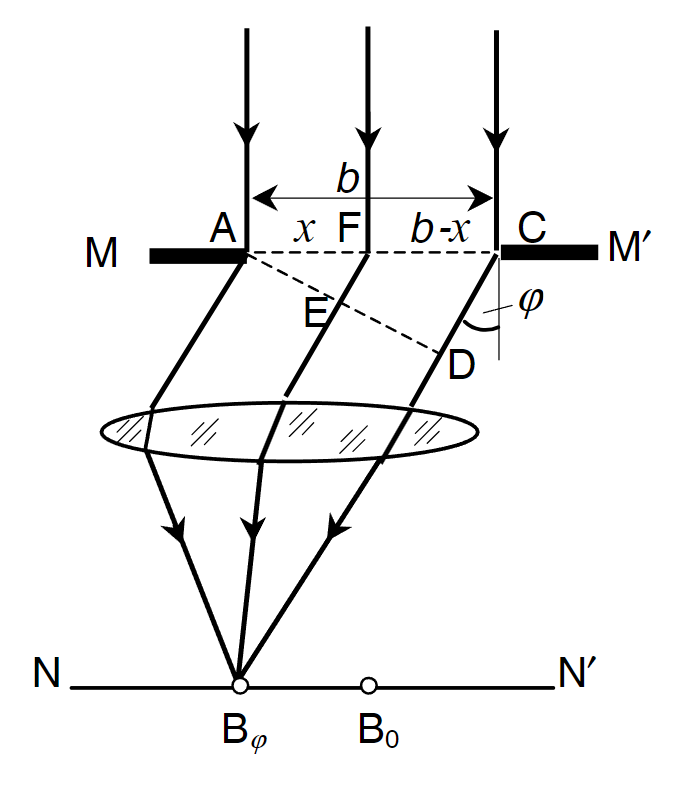 b
A x F b-x C
M M′
E φ
D
N N′
Bφ B0